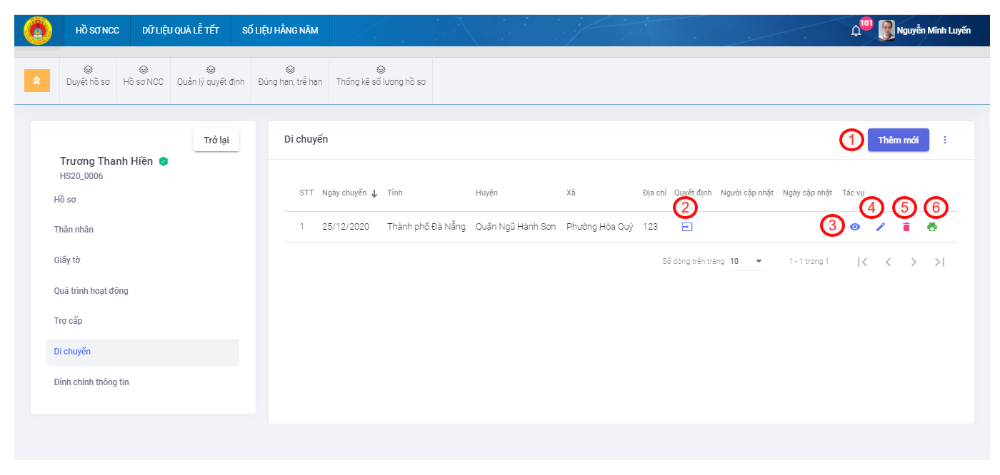 HỒ SƠ NCC DỮ LIỆU QUÀ LỄ TẾT SỐ LIỆU HẰNG NĂM 101 Nguyễn Minh Luyến
Duyệt hồ sơ Hồ sơ NCC Quản lý quyết định Đúng hạn, trễ hạn Thống kê số lượng hồ sơ
Trở lại
Trương Thanh Hiền
HS20_0006
Hồ sơ
Thân nhân
Giấy tờ
Quá trình hoạt động
Trợ cấp
Di chuyển
Đính chính thông tin
Di chuyển 1 Thêm mới
STT Ngày chuyển Tỉnh Huyện Xã Địa chỉ Quyết định Người cập nhật Ngày cập nhật Tác vụ
2 4 5 6
1 25/12/2020 Thành phố Đà Nẵng Quận Ngũ Hành Sơn Phường Hòa Quý 123 3
Số dòng trên trang 10 1 - 1 trong 1